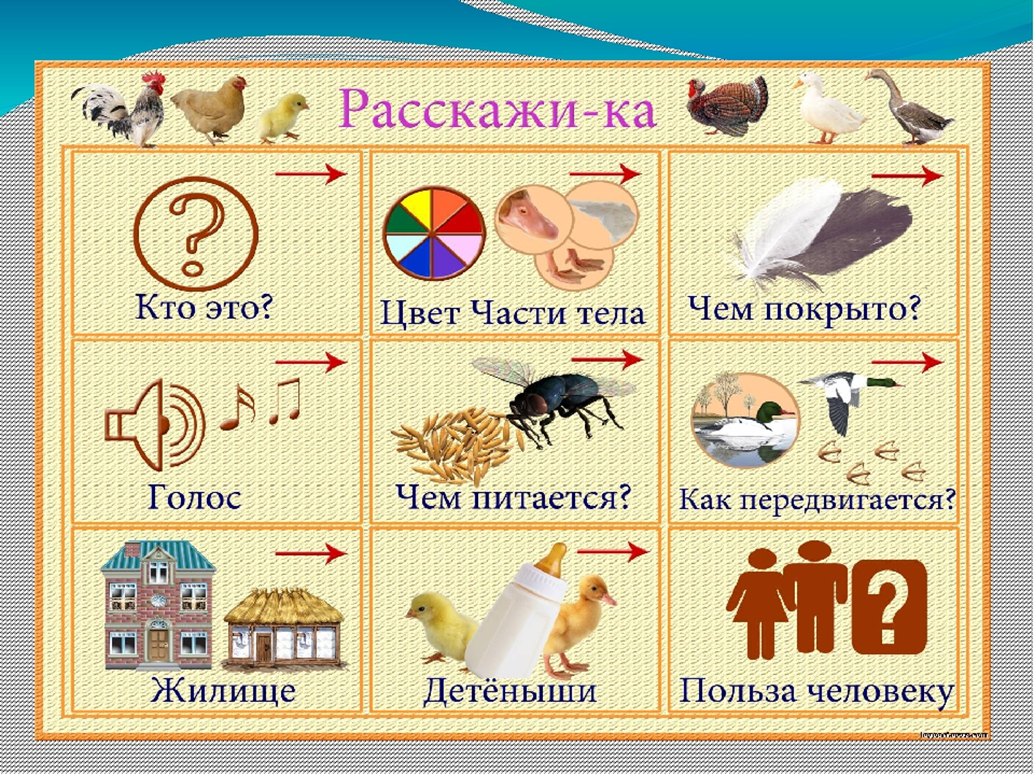 Расскажи-ка
Кто это?
Цвет Части тела
Чем покрыто?
Голос
Чем питается?
Как передвигается?
Жилище
Детёныши
Польза человеку